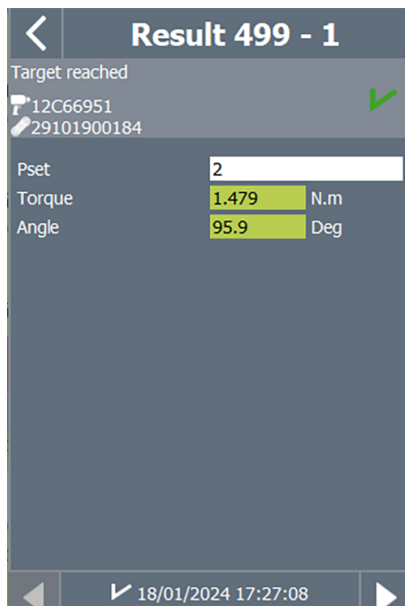 Result 499 - 1
Target reached
12C66951
29101900184
Pset 2
Torque 1.479 N.m
Angle 95.9 Deg
18/01/2024 17:27:08